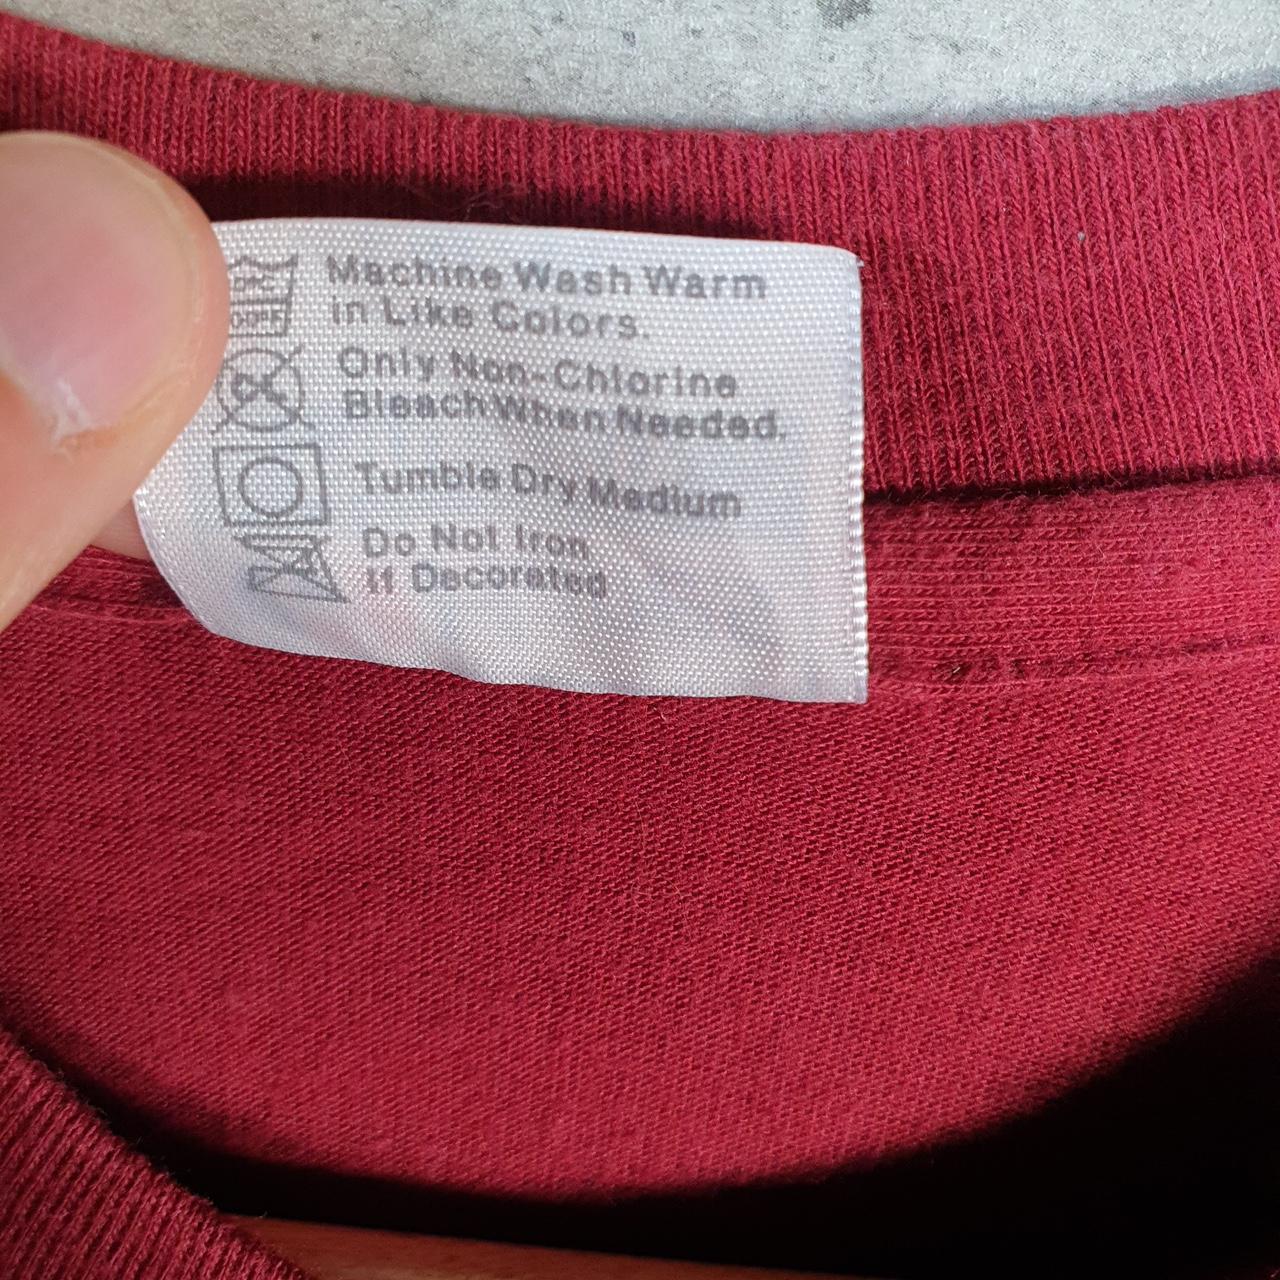 Machine Wash Warm
in Like Colors.
Only Non-Chlorine
Bleach When Needed.
Tumble Dry Medium
Do Not Iron
If Decorated